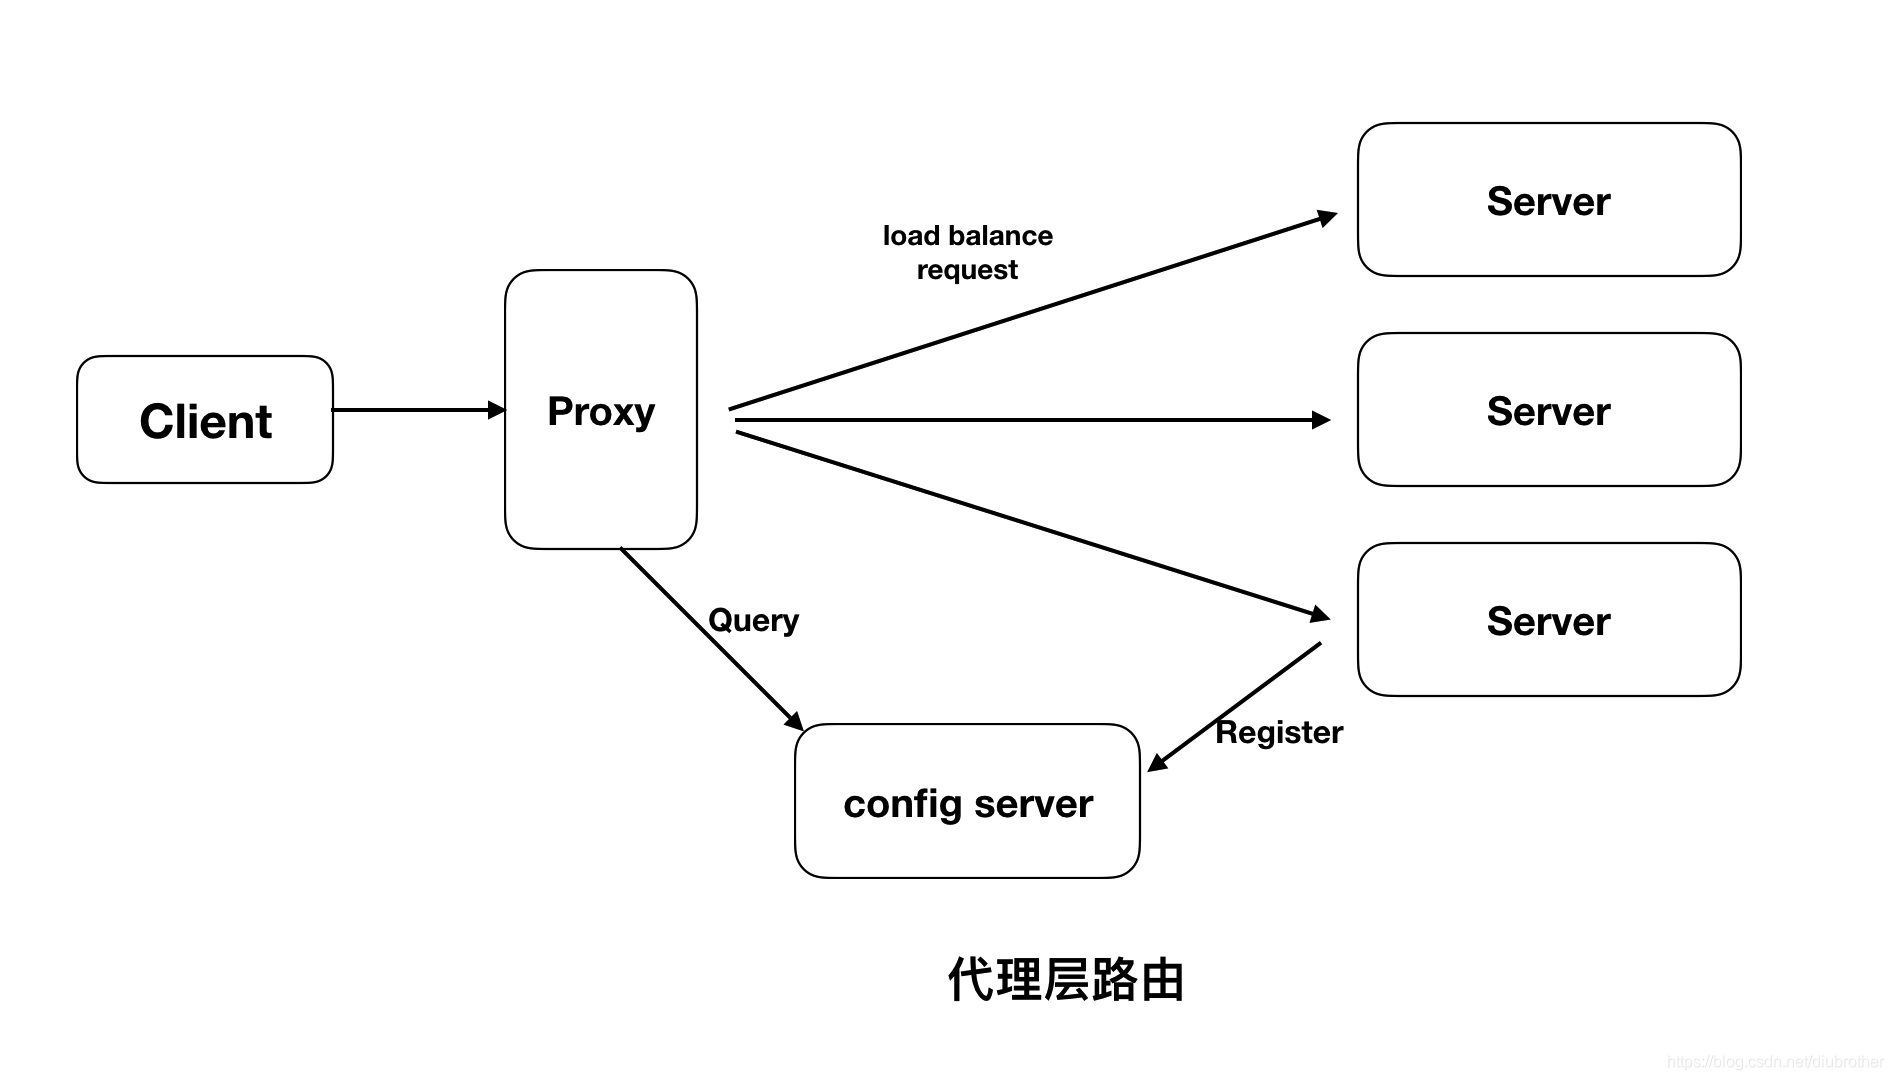 load balance
request
Server
Client
Proxy
Server
Query
Server
Register
config server
代理层路由
https://blog.csdn.net/diubrother